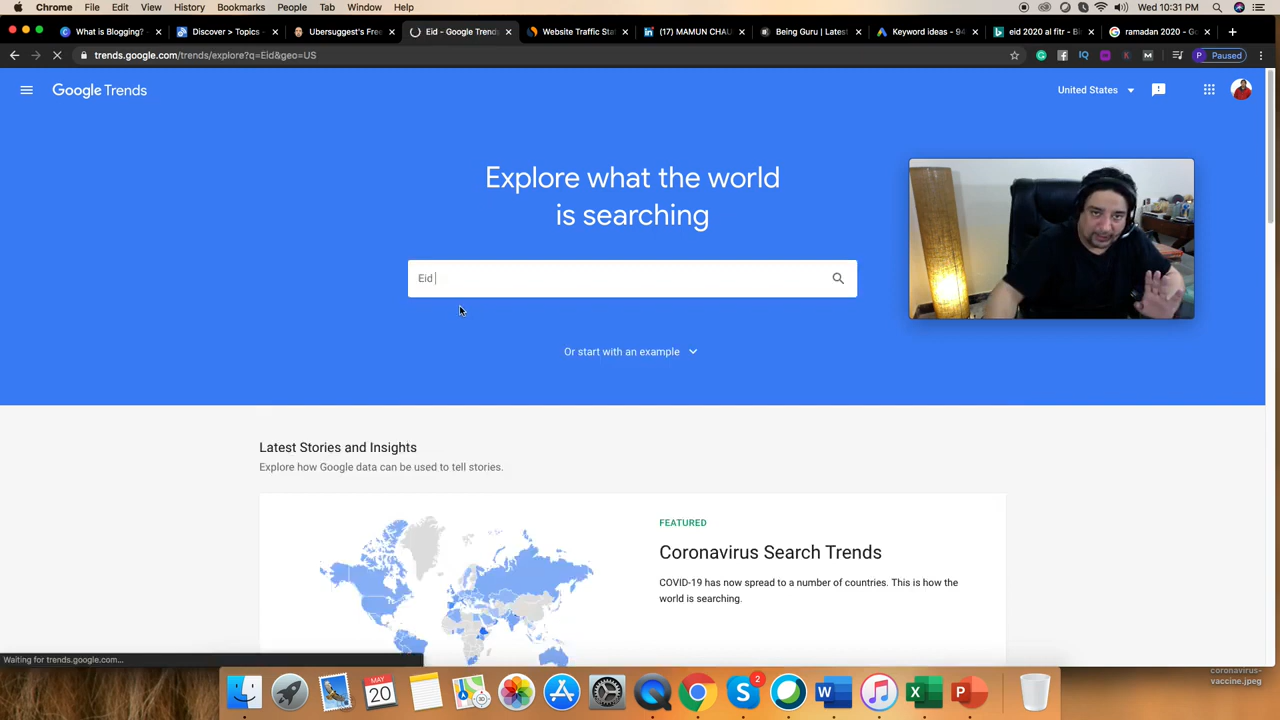 Chrome File Edit View History Bookmarks People Tab Window Help
Wed 10:31 PM
What is Blogging?
Discover > Topics -
Ubersuggest's Free
Eid - Google Trends
Website Traffic Sta
(17) MAMUN CHAU
Being Guru | Latest
Keyword ideas - 94
eid 2020 al fitr - Bi
ramadan 2020 - Go
trends.google.com/trends/explore?q=Eid&geo=US
Paused
Google Trends
United States
Explore what the world
is searching
Eid
Or start with an example
Latest Stories and Insights
Explore how Google data can be used to tell stories.
FEATURED
Coronavirus Search Trends
COVID-19 has now spread to a number of countries. This is how the
world is searching.
Waiting for trends.google.com...
coronavirus-
vaccine.jpeg
MAY
20
2